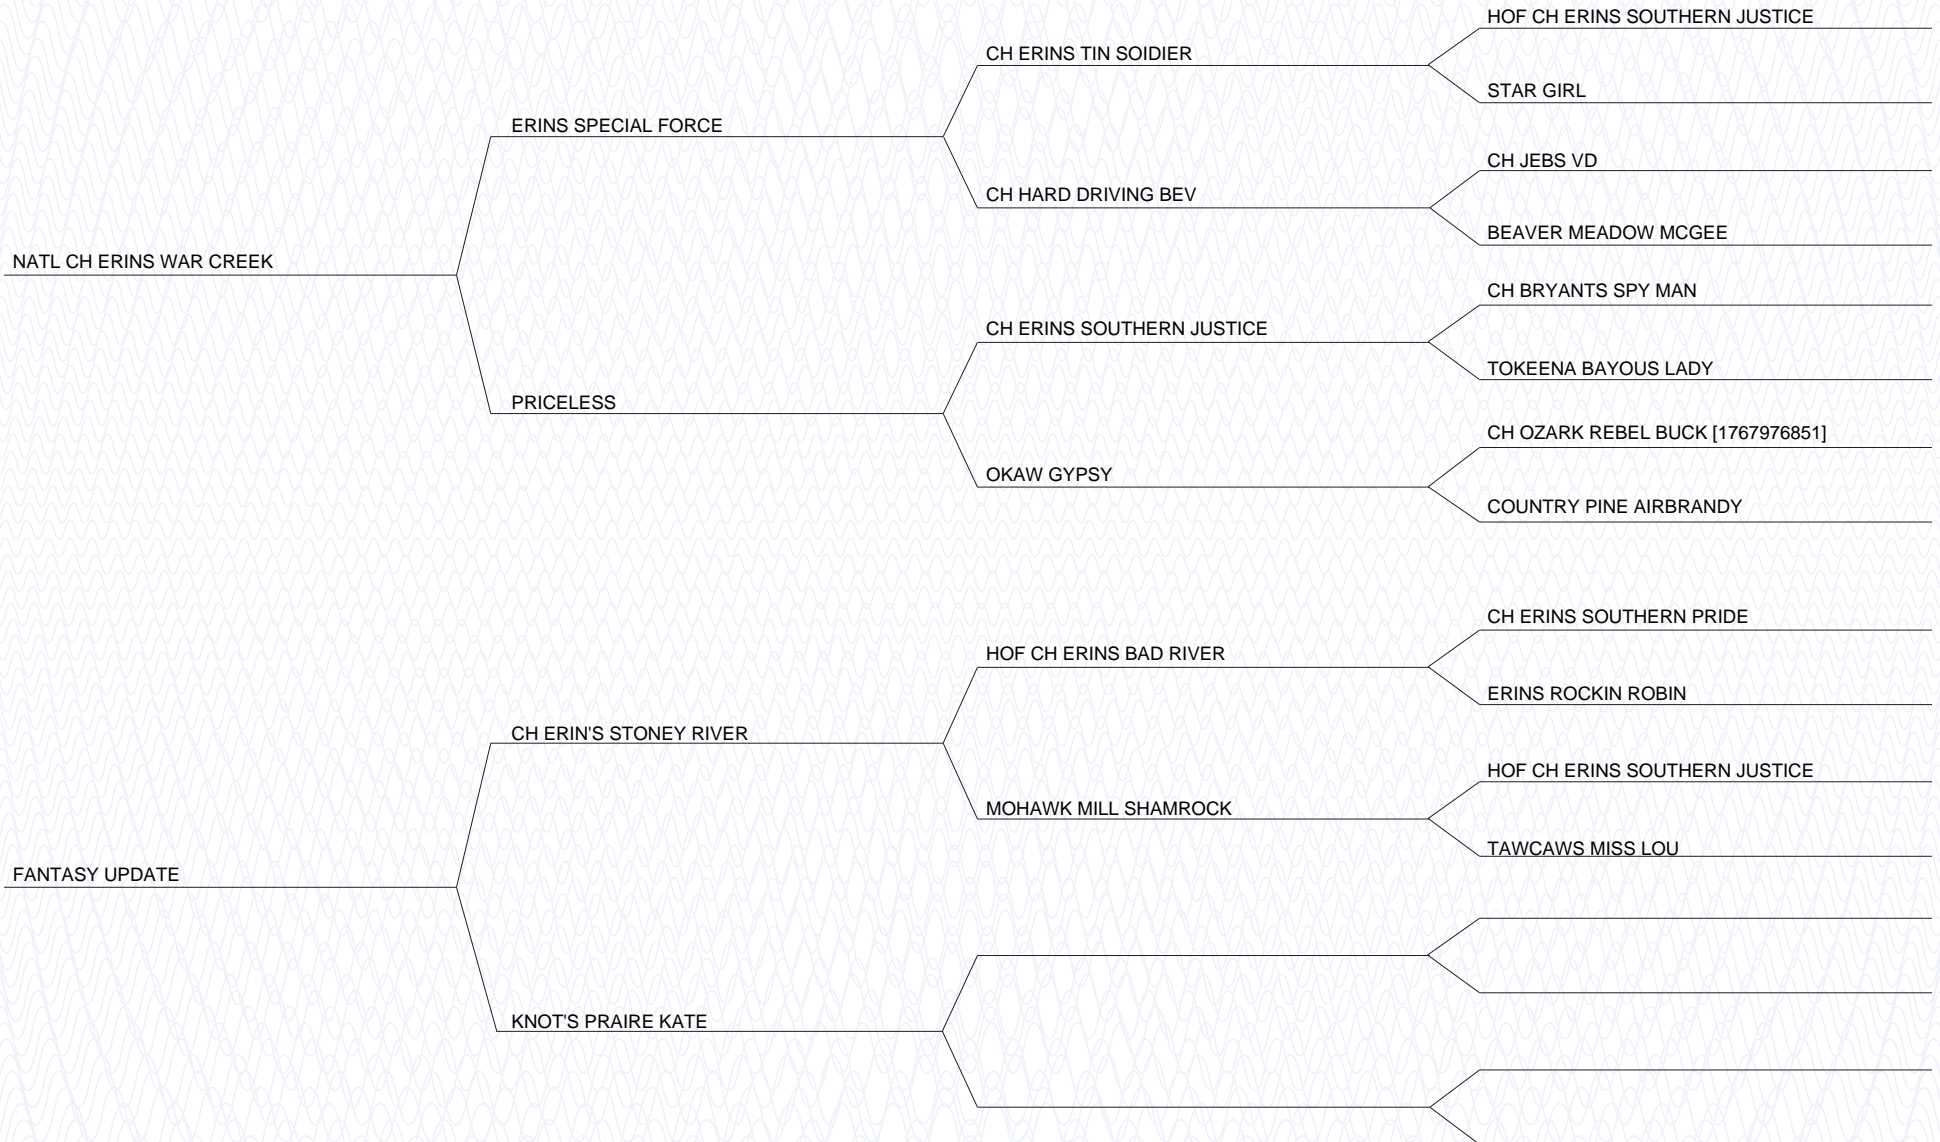 HOF CH ERINS SOUTHERN JUSTICE
CH ERINS TIN SOIDIER
STAR GIRL
ERINS SPECIAL FORCE
CH JEBS VD
CH HARD DRIVING BEV
BEAVER MEADOW MCGEE
NATL CH ERINS WAR CREEK
CH BRYANTS SPY MAN
CH ERINS SOUTHERN JUSTICE
TOKEENA BAYOUS LADY
PRICELESS
CH OZARK REBEL BUCK [1767976851]
OKAW GYPSY
COUNTRY PINE AIRBRANDY
CH ERINS SOUTHERN PRIDE
HOF CH ERINS BAD RIVER
ERINS ROCKIN ROBIN
CH ERIN'S STONEY RIVER
HOF CH ERINS SOUTHERN JUSTICE
MOHAWK MILL SHAMROCK
TAWCAWS MISS LOU
FANTASY UPDATE
KNOT'S PRAIRE KATE